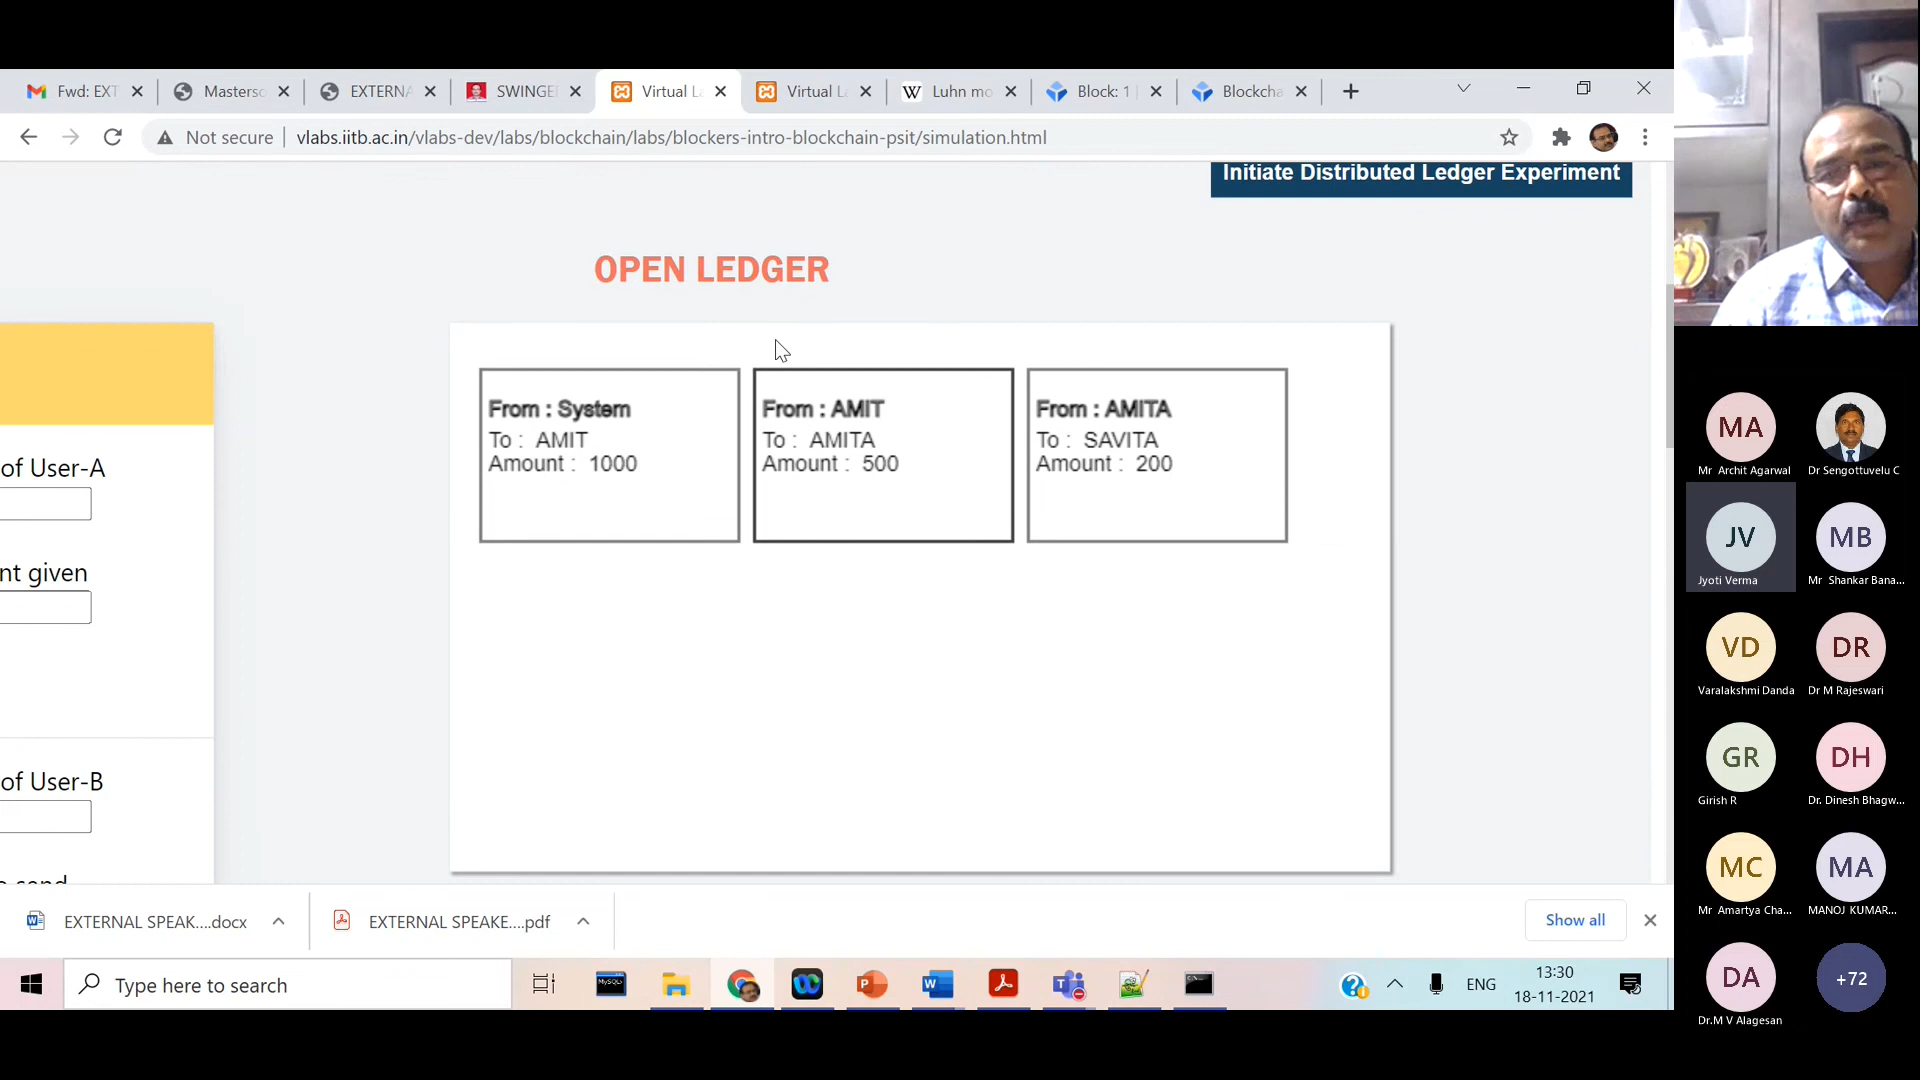 Fwd: EXT
Masterso
EXTERNA
SWINGE
Virtual La
Virtual La
Luhn mo
Block: 1
Blockcha
Not secure
vlabs.iitb.ac.in/vlabs-dev/labs/blockchain/labs/blockers-intro-blockchain-psit/simulation.html
Initiate Distributed Ledger Experiment
OPEN LEDGER
From : System
To : AMIT
Amount : 1000
From : AMIT
To : AMITA
Amount : 500
From : AMITA
To : SAVITA
Amount : 200
of User-A
nt given
of User-B
EXTERNAL SPEAK....docx
EXTERNAL SPEAKE....pdf
Show all
Type here to search
MySQL
ENG
13:30
18-11-2021
MA
Mr Archit Agarwal
Dr Sengottuvelu C
JV
Jyoti Verma
MB
Mr Shankar Bana...
VD
Varalakshmi Danda
DR
Dr M Rajeswari
GR
Girish R
DH
Dr. Dinesh Bhagw...
MC
Mr Amartya Cha...
MA
MANOJ KUMAR...
DA
Dr.M V Alagesan
+72